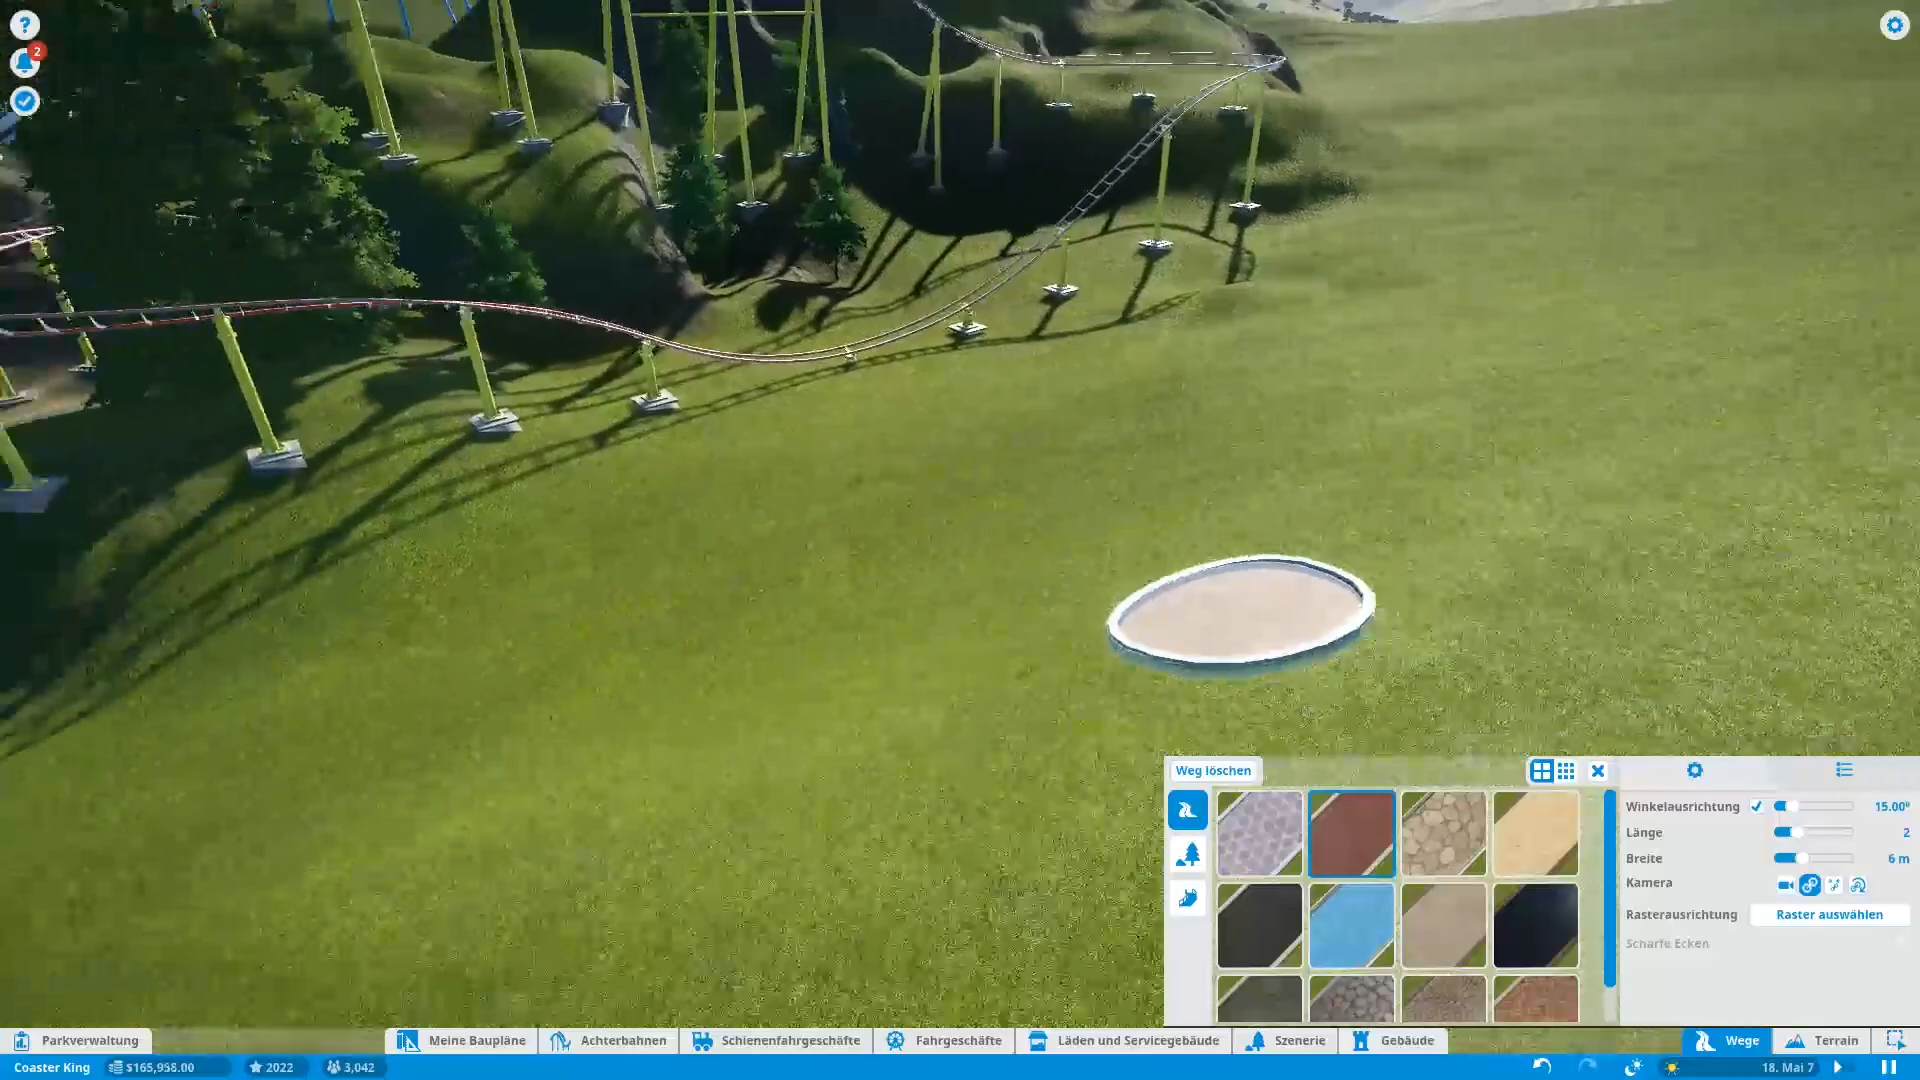 2
Weg löschen
Winkelausrichtung 15.00°
Länge 2
Breite 6 m
Kamera
Rasterausrichtung Raster auswählen
Scharfe Ecken
Parkverwaltung Meine Baupläne Achterbahnen Schienenfahrgeschäfte Fahrgeschäfte Läden und Servicegebäude Szenerie Gebäude Wege Terrain
Coaster King $165,958.00 2022 3,042 18. Mai 7